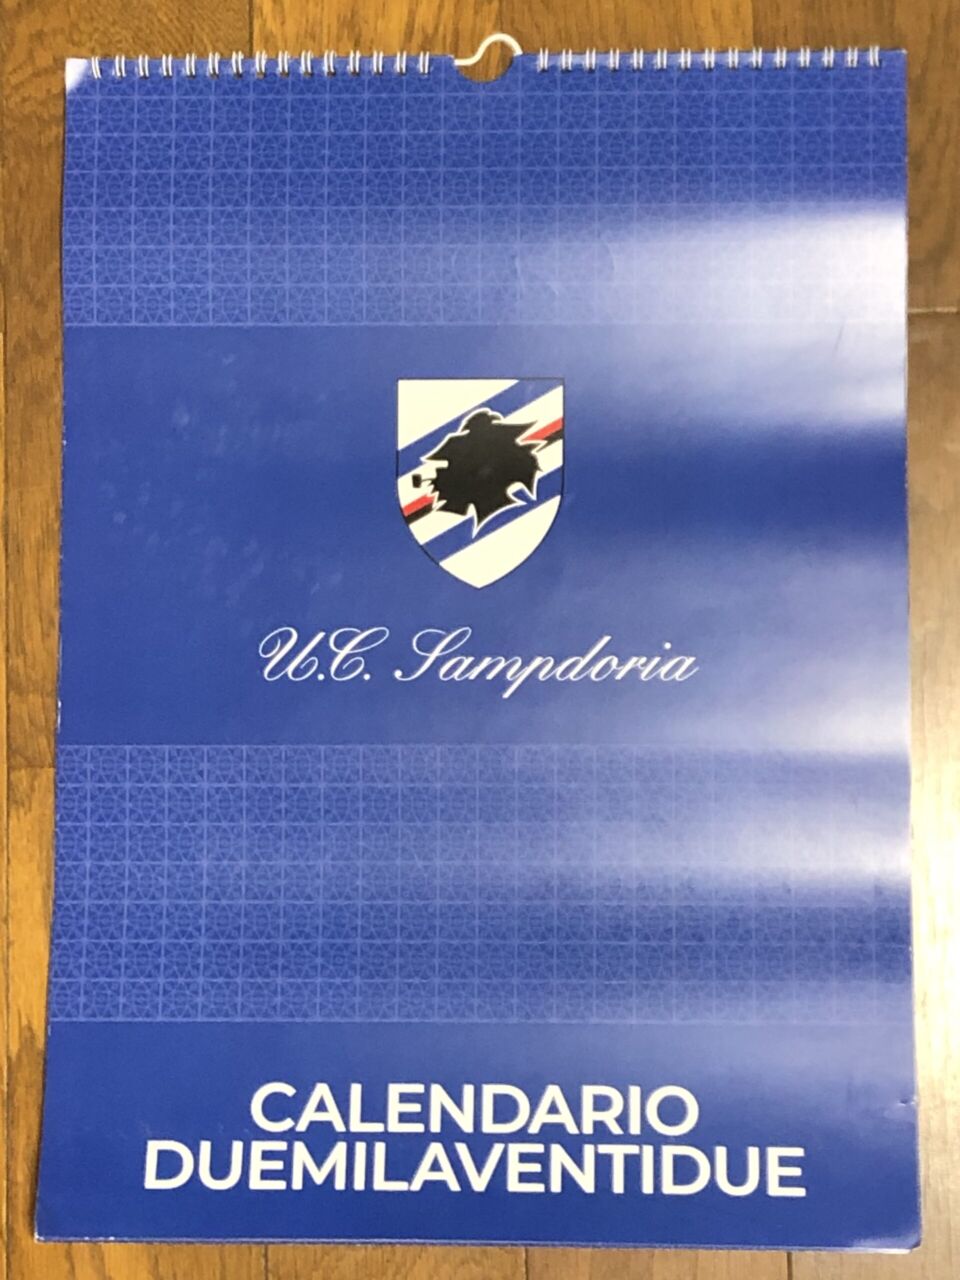 U.C. Sampdoria
CALENDARIO
DUEMILAVENTIDUE